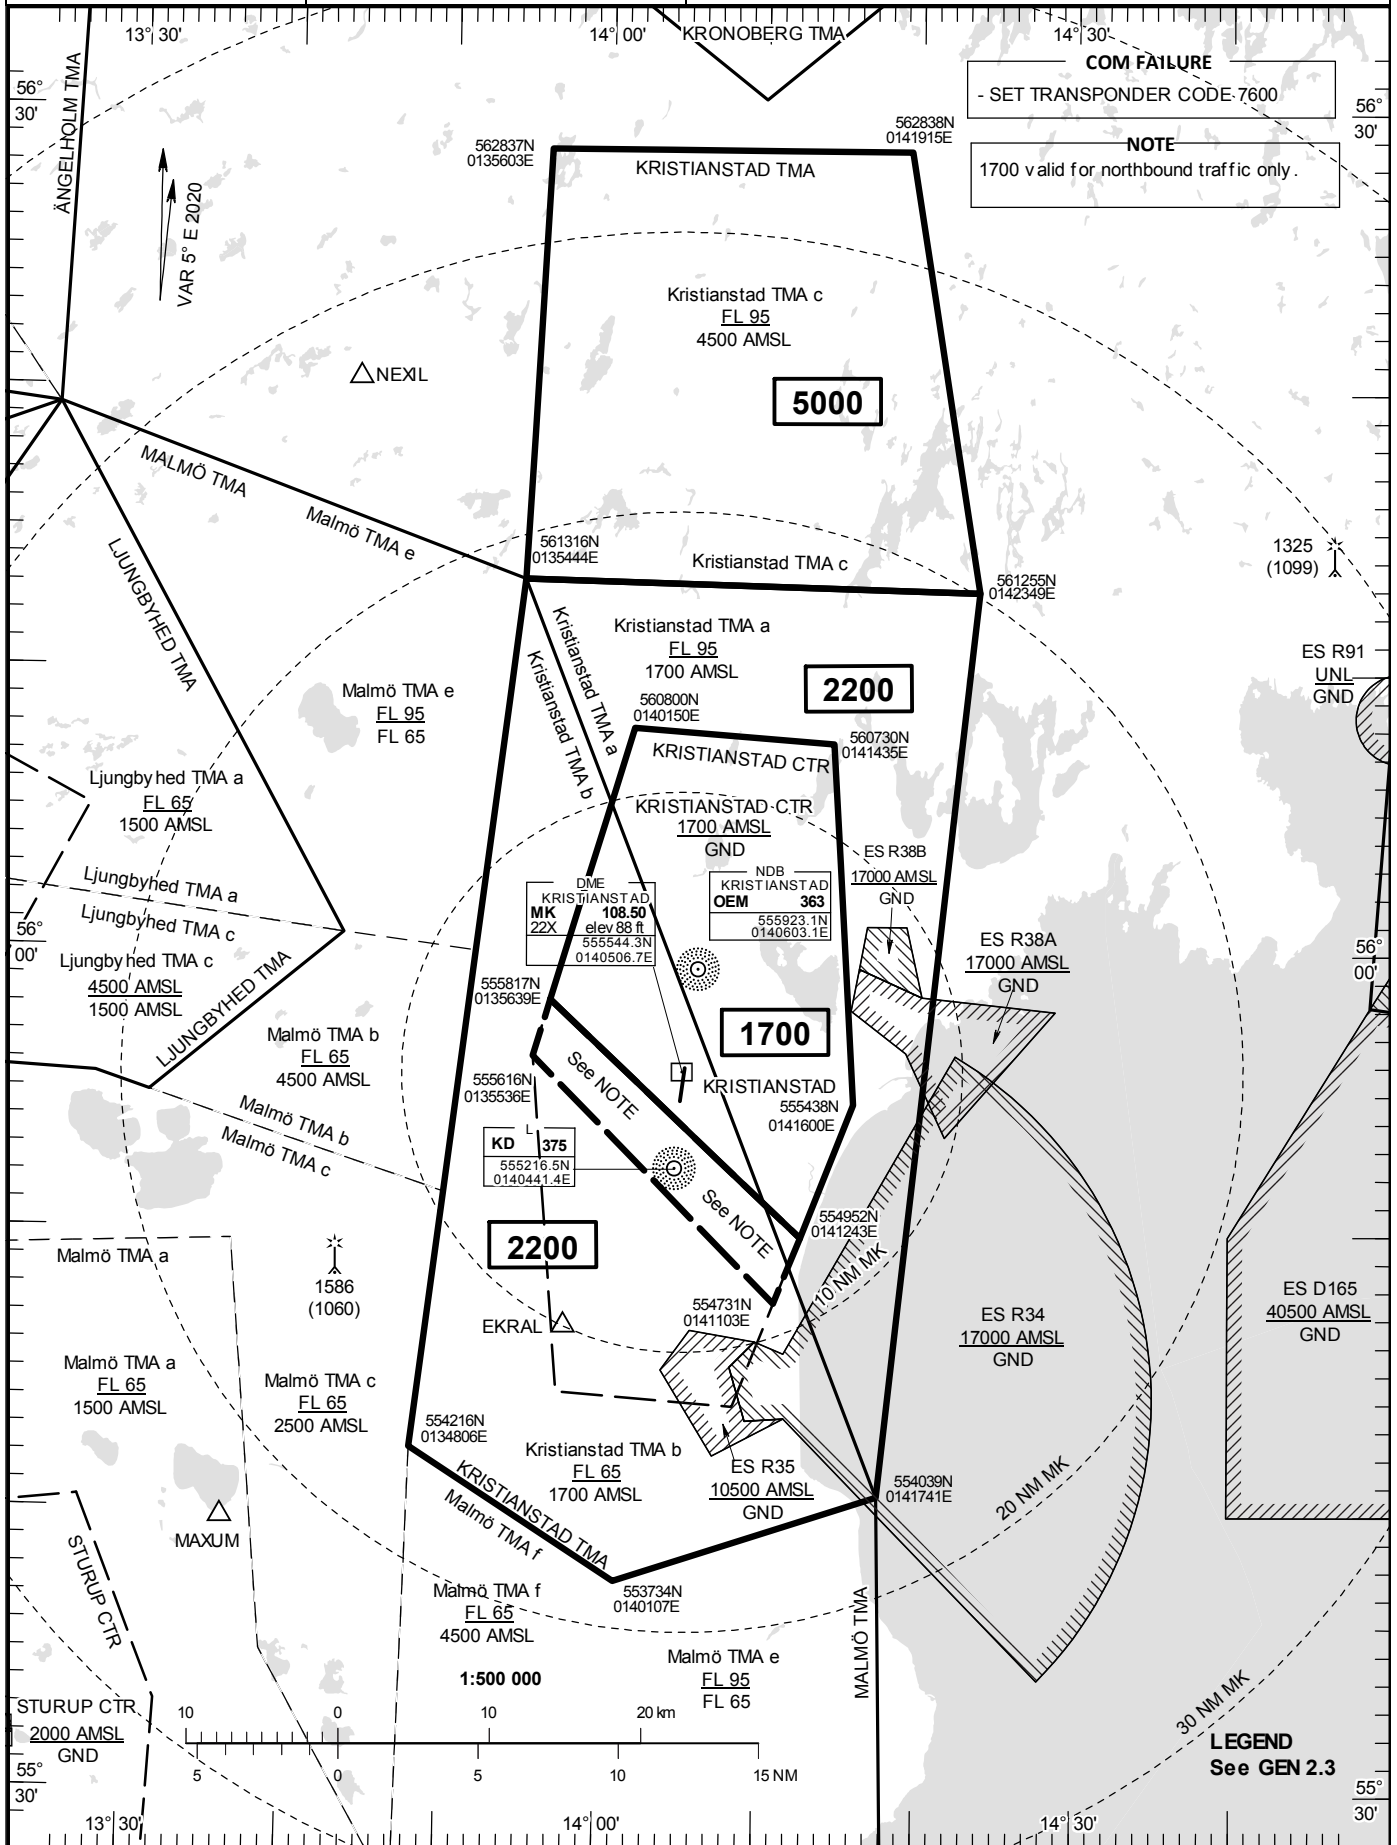 13° 30'
14° 00'
14° 30'
KRONOBERG TMA
COM FAILURE
- SET TRANSPONDER CODE 7600
NOTE
1700 valid for northbound traffic only.
56°
30'
56°
30'
ÄNGELHOLM TMA
VAR 5° E 2020
562837N
0135603E
562838N
0141915E
KRISTIANSTAD TMA
Kristianstad TMA c
FL 95
4500 AMSL
5000
NEXIL
MALMÖ TMA
Malmö TMA e
LJUNGBYHED TMA
561316N
0135444E
Kristianstad TMA c
561255N
0142349E
1325
(1099)
Kristianstad TMA a
Kristianstad TMA b
Kristianstad TMA a
FL 95
1700 AMSL
2200
ES R91
UNL
GND
Malmö TMA e
FL 95
FL 65
560800N
0140150E
560730N
0141435E
KRISTIANSTAD CTR
KRISTIANSTAD CTR
1700 AMSL
GND
Ljungbyhed TMA a
FL 65
1500 AMSL
Ljungbyhed TMA a
Ljungbyhed TMA c
Ljungbyhed TMA c
4500 AMSL
1500 AMSL
LJUNGBYHED TMA
DME
KRISTIANSTAD
MK 108.50
22X elev 88 ft
555544.3N
0140506.7E
NDB
KRISTIANSTAD
OEM 363
555923.1N
0140603.1E
ES R38B
17000 AMSL
GND
ES R38A
17000 AMSL
GND
56°
00'
56°
00'
555817N
0135639E
Malmö TMA b
FL 65
4500 AMSL
1700
See NOTE
555616N
0135536E
KRISTIANSTAD
555438N
0141600E
Malmö TMA b
Malmö TMA c
L
KD 375
555216.5N
0140441.4E
See NOTE
554952N
0141243E
Malmö TMA a
2200
10 NM MK
1586
(1060)
554731N
0141103E
EKRAL
ES R34
17000 AMSL
GND
ES D165
40500 AMSL
GND
Malmö TMA a
FL 65
1500 AMSL
Malmö TMA c
FL 65
2500 AMSL
554216N
0134806E
Kristianstad TMA b
FL 65
1700 AMSL
ES R35
10500 AMSL
GND
554039N
0141741E
20 NM MK
KRISTIANSTAD TMA
Malmö TMA f
MAXUM
STURUP CTR
553734N
0140107E
Malmö TMA f
FL 65
4500 AMSL
MALMÖ TMA
Malmö TMA e
FL 95
FL 65
1:500 000
30 NM MK
STURUP CTR
2000 AMSL
GND
10 0 10 20 km
5 0 5 10 15 NM
LEGEND
See GEN 2.3
55°
30'
55°
30'
13° 30'
14° 00'
14° 30'